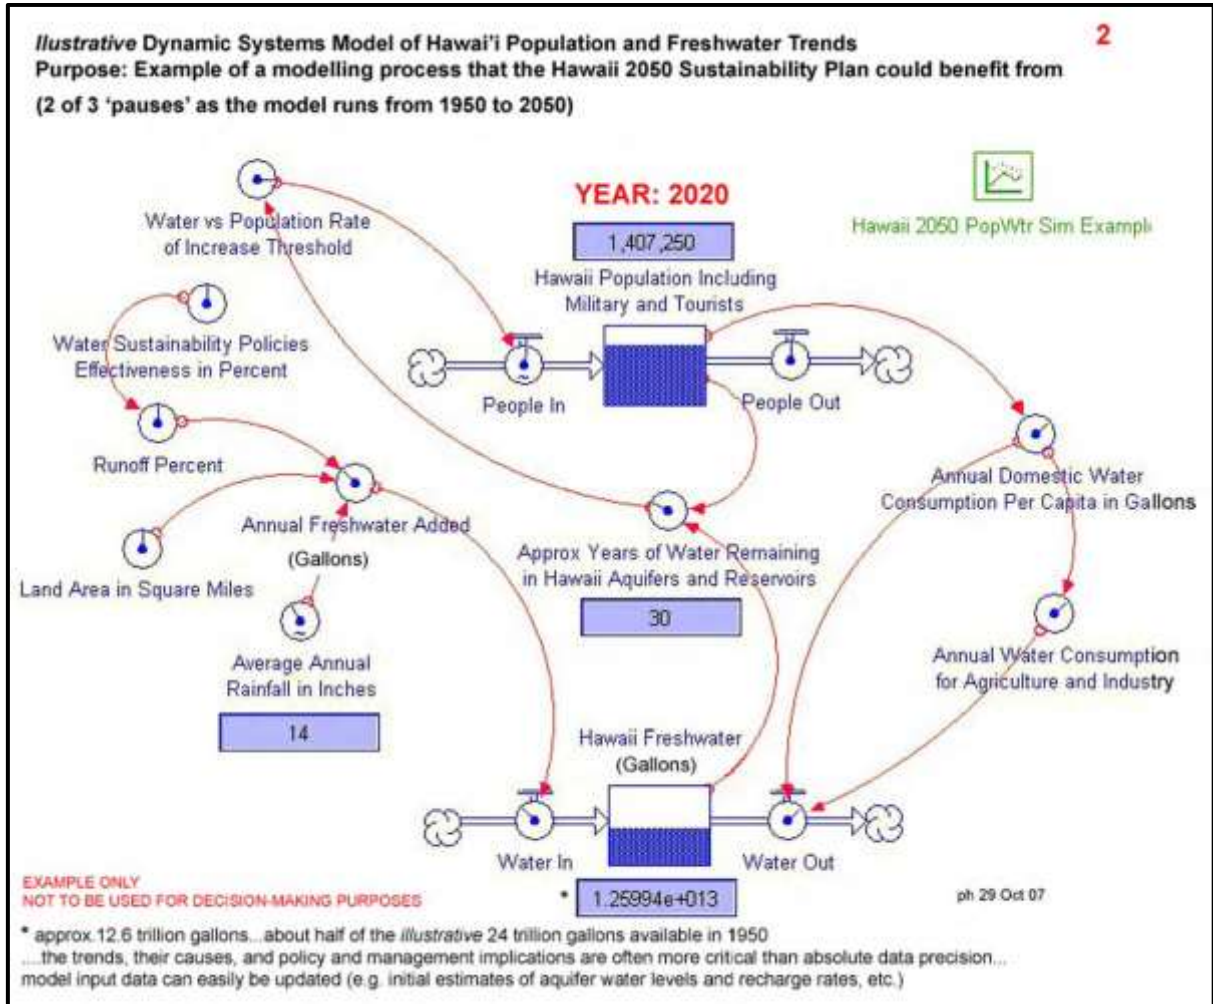 llustrative Dynamic Systems Model of Hawai'i Population and Freshwater Trends
2
Purpose: Example of a modelling process that the Hawaii 2050 Sustainability Plan could benefit from
(2 of 3 'pauses' as the model runs from 1950 to 2050)
YEAR: 2020
Water vs Population Rate
of Increase Threshold
1,407,250
Hawaii 2050 PopWtr Sim Exampl
Hawaii Population Including
Military and Tourists
Water Sustainability Policies
Effectiveness in Percent
~
People In
People Out
Runoff Percent
Annual Domestic Water
Consumption Per Capita in Gallons
Annual Freshwater Added
(Gallons)
Approx Years of Water Remaining
in Hawaii Aquifers and Reservoirs
Land Area in Square Miles
30
~
Annual Water Consumption
for Agriculture and Industry
Average Annual
Rainfall in Inches
14
Hawaii Freshwater
(Gallons)
Water In
Water Out
EXAMPLE ONLY
NOT TO BE USED FOR DECISION-MAKING PURPOSES
* 1.25994e+013
ph 29 Oct 07
* approx.12.6 trillion gallons...about half of the illustrative 24 trillion gallons available in 1950
....the trends, their causes, and policy and management implications are often more critical than absolute data precision...
model input data can easily be updated (e.g. initial estimates of aquifer water levels and recharge rates, etc.)